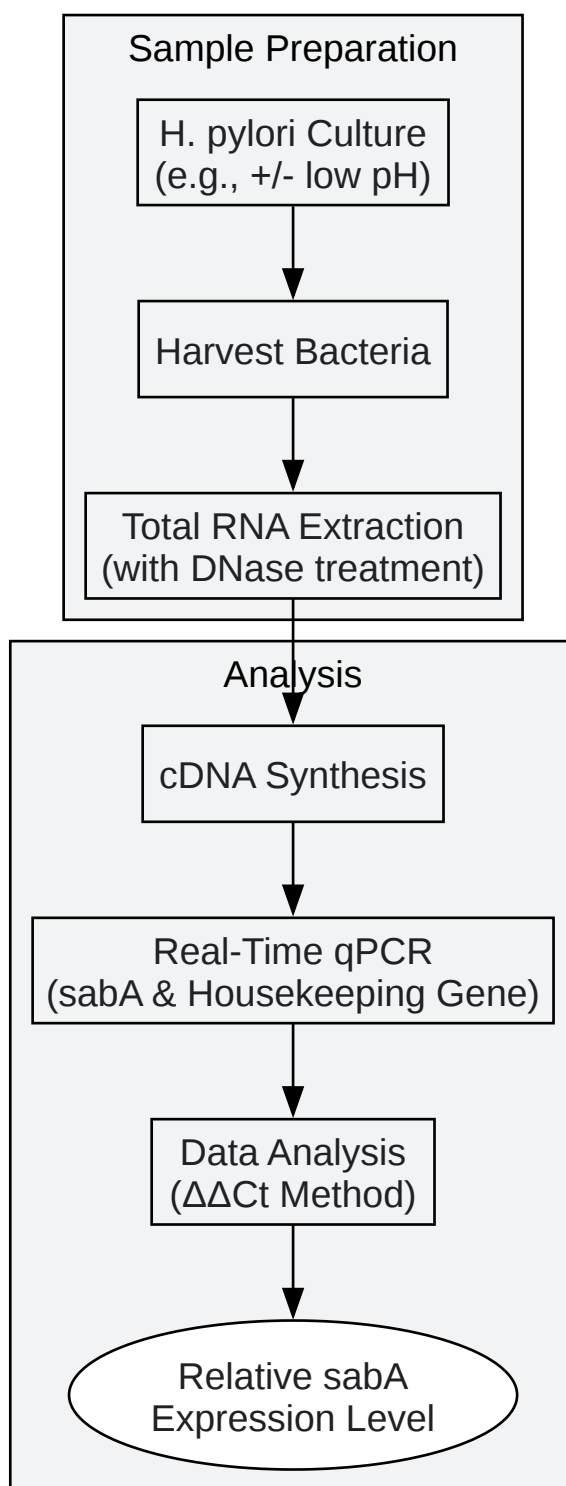 Sample Preparation
H. pylori Culture
(e.g., +/- low pH)
Harvest Bacteria
Total RNA Extraction
(with DNase treatment)
Analysis
cDNA Synthesis
Real-Time qPCR
(sabA & Housekeeping Gene)
Data Analysis
(ΔΔCt Method)
Relative sabA
Expression Level